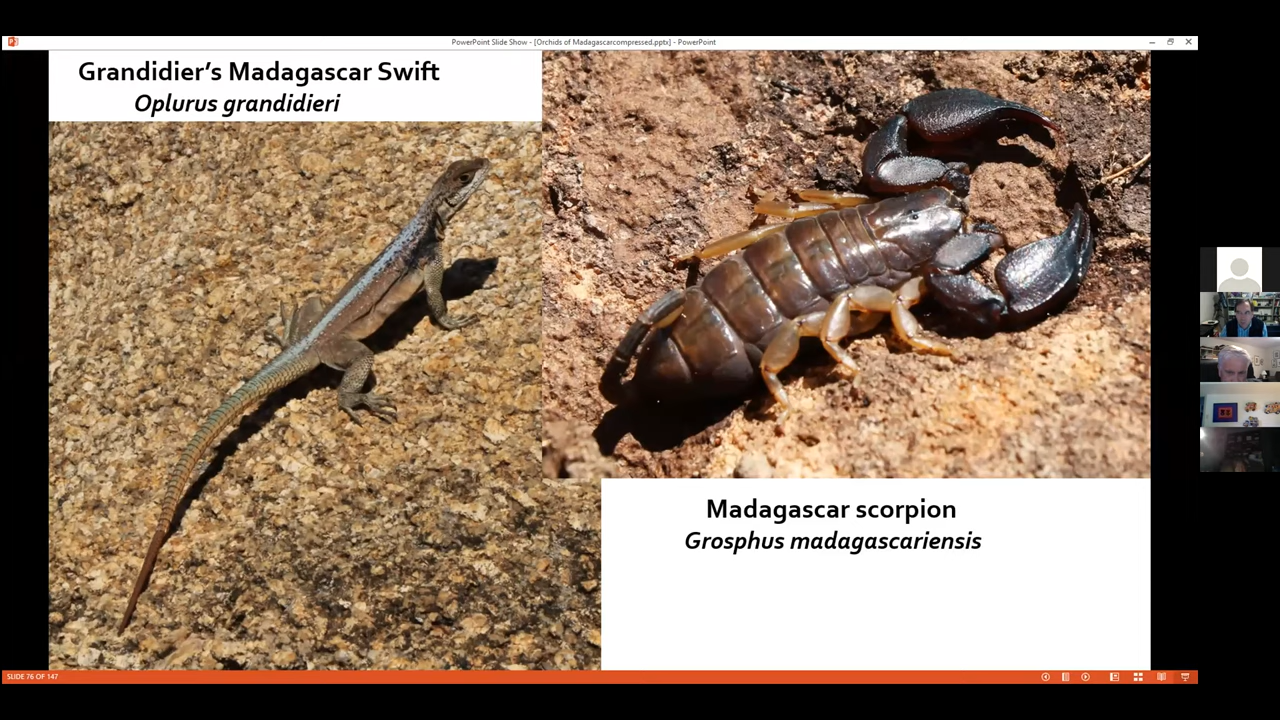 PowerPoint Slide Show - [Orchids of Madagascarcompressed.pptx] - PowerPoint
Grandidier's Madagascar Swift
Oplurus grandidieri
Madagascar scorpion
Grosphus madagascariensis
SLIDE 76 OF 147